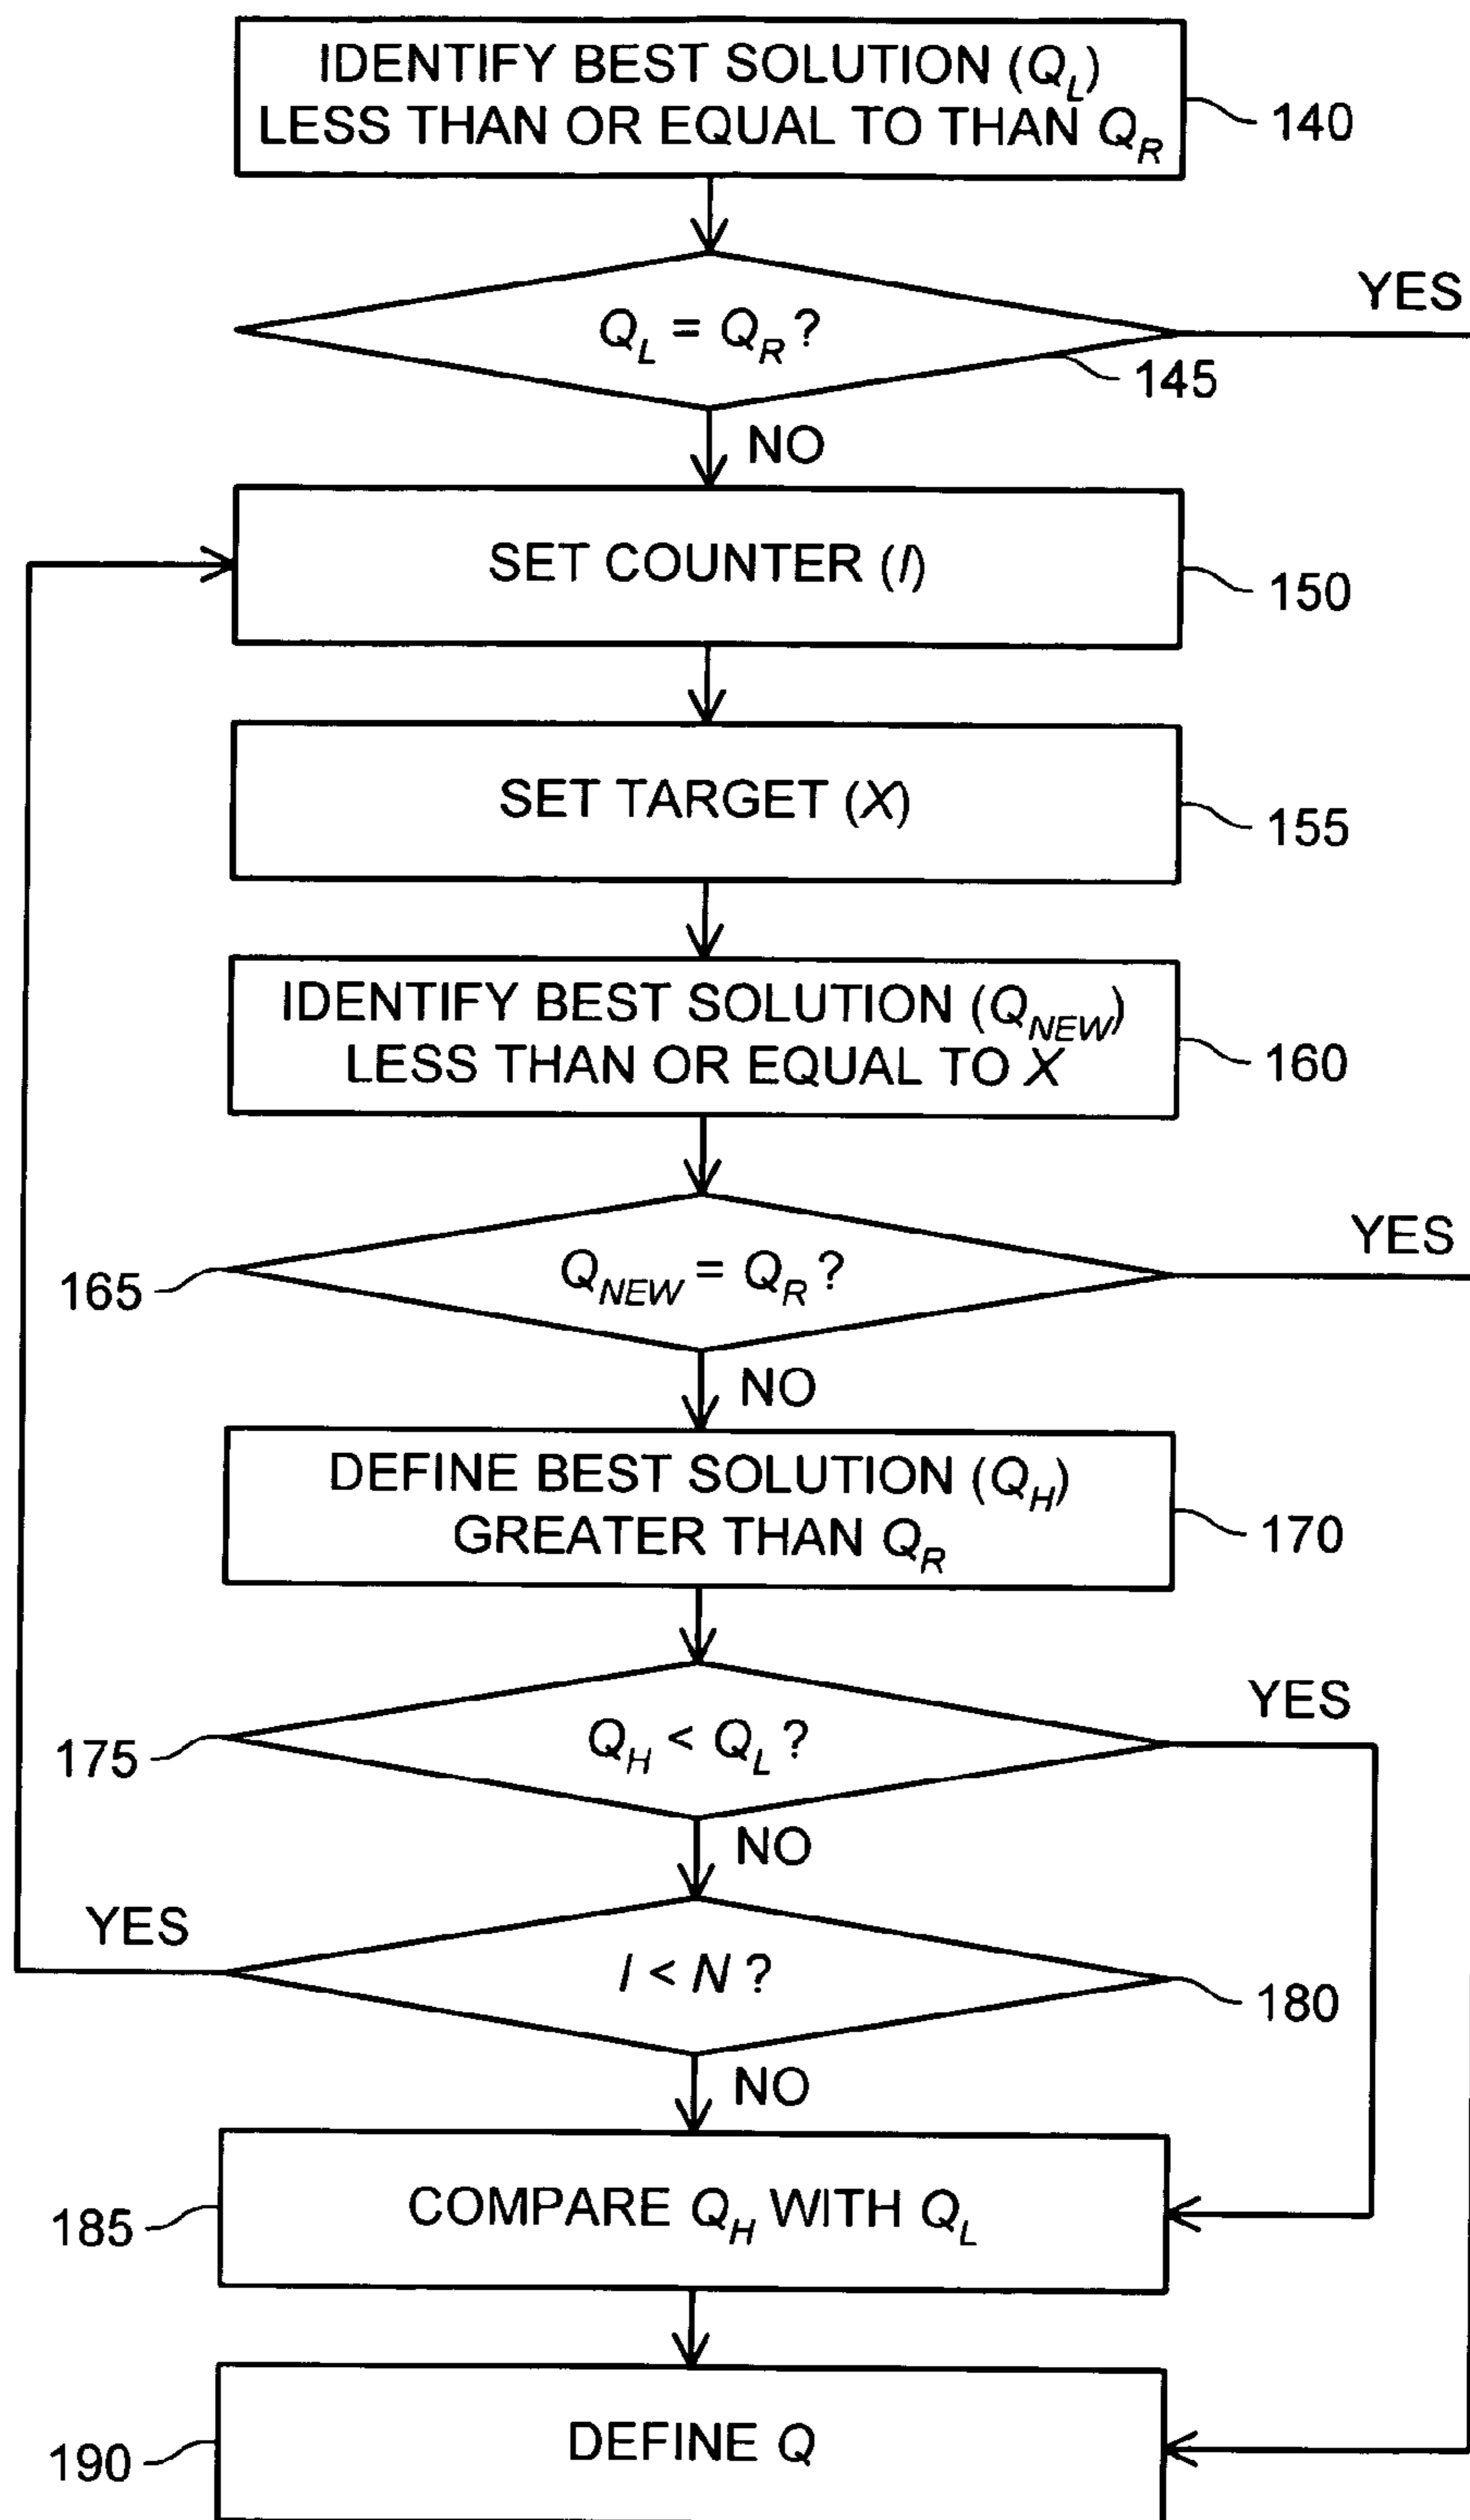 IDENTIFY BEST SOLUTION (Q_L)
LESS THAN OR EQUAL TO THAN Q_R
140
Q_L = Q_R ?
YES
145
NO
SET COUNTER (I)
150
SET TARGET (X)
155
IDENTIFY BEST SOLUTION (Q_NEW)
LESS THAN OR EQUAL TO X
160
Q_NEW = Q_R ?
YES
165
NO
DEFINE BEST SOLUTION (Q_H)
GREATER THAN Q_R
170
Q_H < Q_L ?
YES
175
NO
YES
I < N ?
180
NO
COMPARE Q_H WITH Q_L
185
DEFINE Q
190